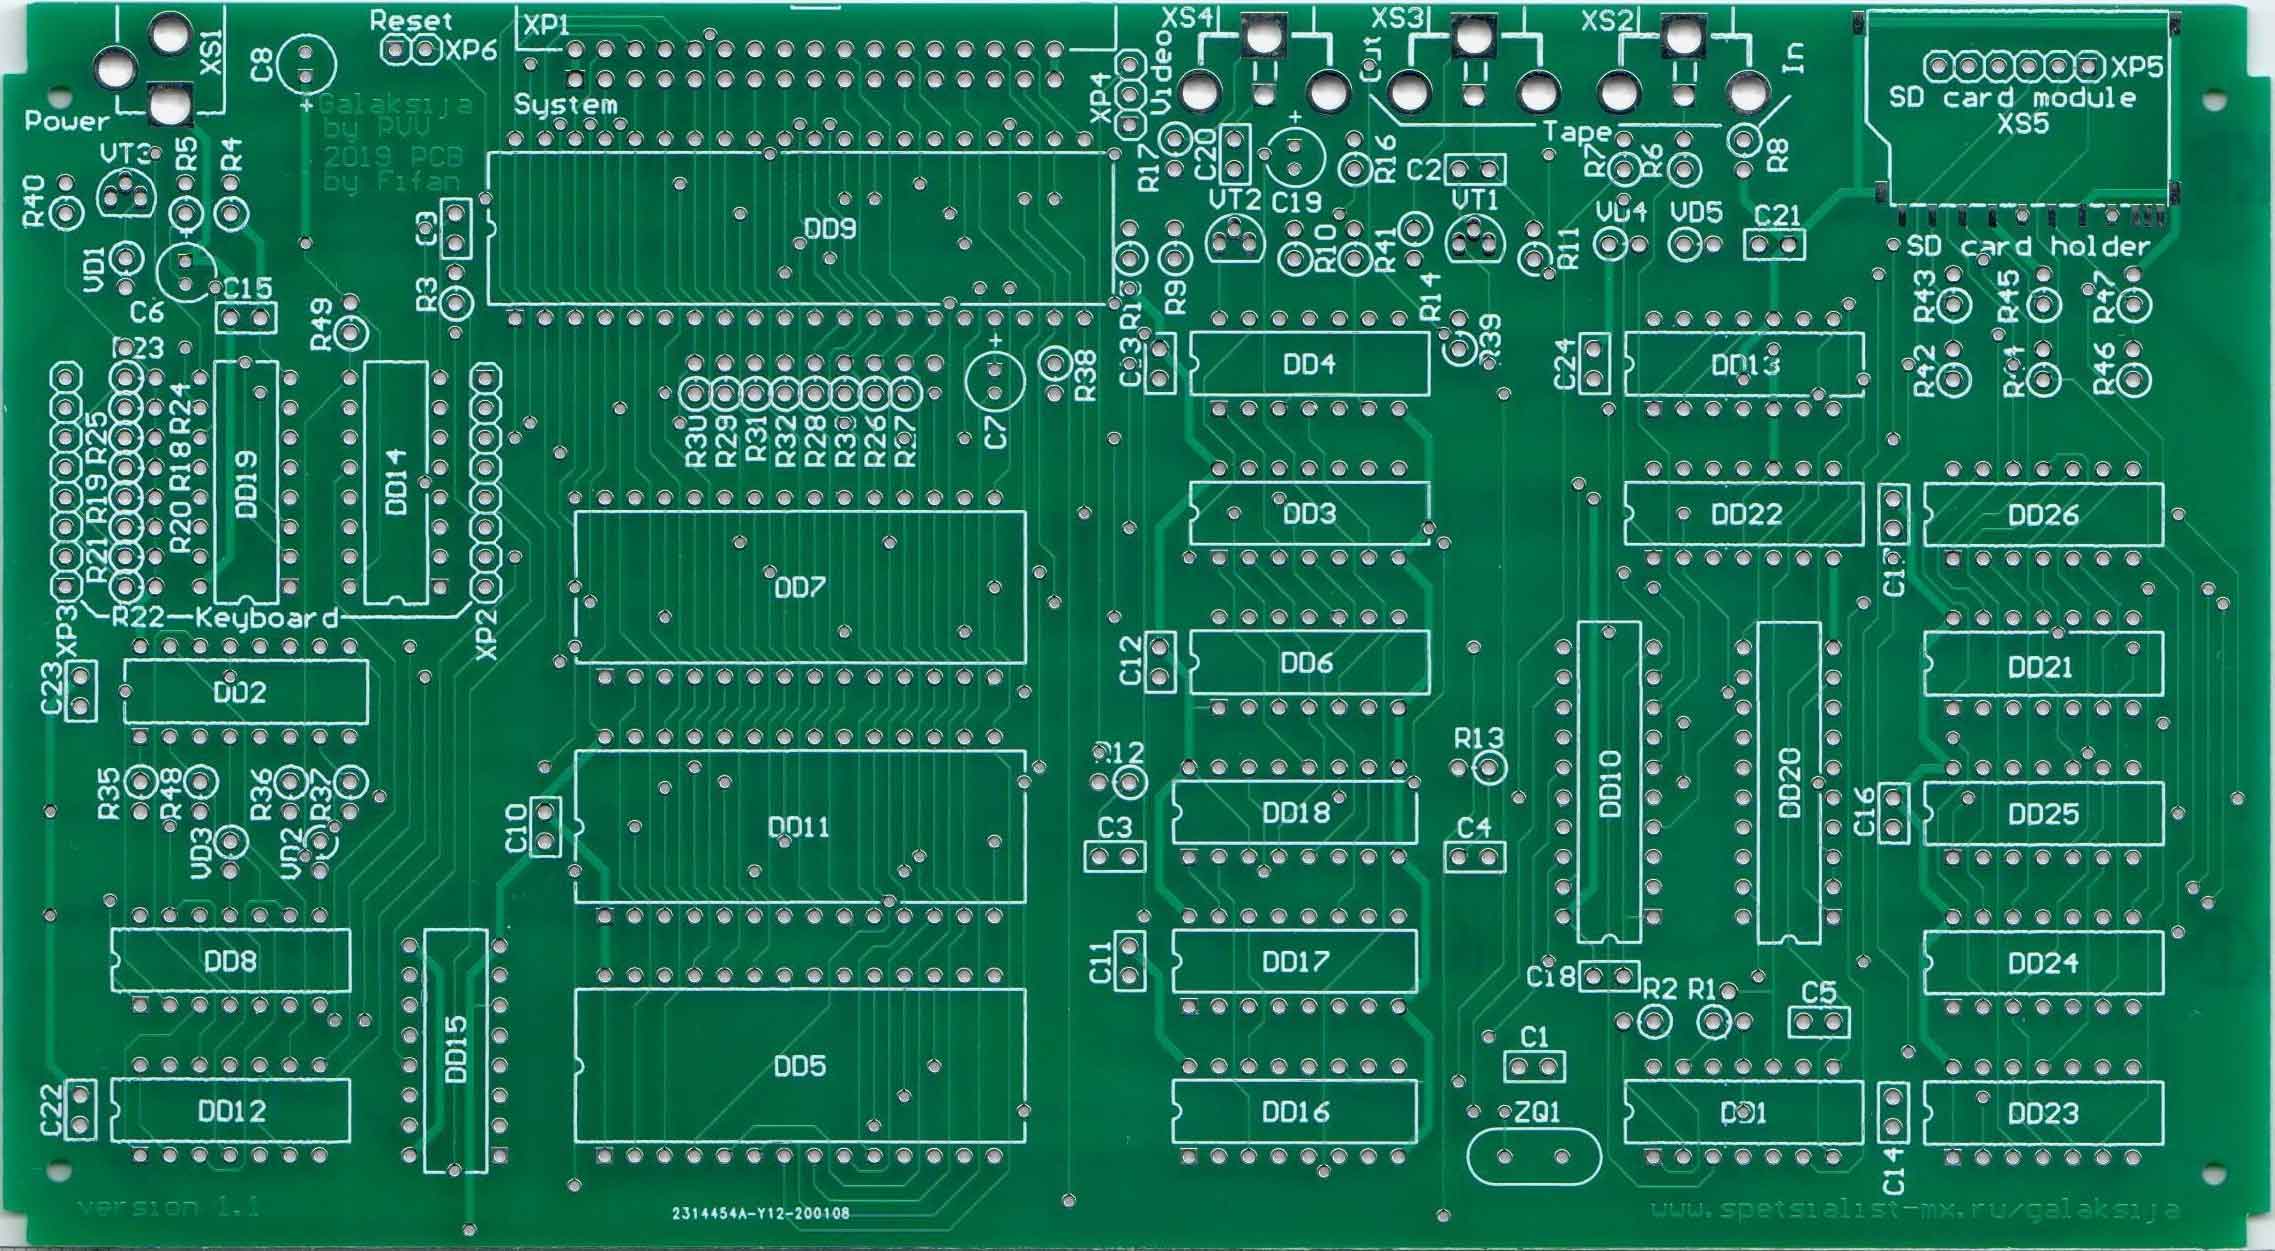 Reset
XP1
XS4
XS3
XS2
XS1
C8
XP6
Video
Out
In
XP5
SD card module
XS5
System
XP4
Power
Galaksija
by PVV
2019 PCB
by Fifan
Tape
VT3
R5
R4
R17
C20
R16
C2
R7
R6
R8
R40
VT2
C19
VT1
VD4
VD5
C21
DD9
R3
R10
R41
R11
SD card holder
VD1
C15
R9
R14
R43
R45
R47
C6
R49
R39
R23
C13
DD4
C24
DD13
R42
R44
R46
R38
R24
R25
R30
R29
R31
R32
R28
R33
R26
R27
C7
R18
R19
DD19
DD14
R20
R21
DD3
DD22
DD26
DD7
C17
XP3
R22
Keyboard
XP2
C23
DD2
C12
DD6
DD21
R12
R13
R35
R48
R36
R37
DD10
DD20
C10
DD11
DD18
C16
DD25
C3
C4
VD3
VD2
DD8
C11
DD17
C18
DD24
R2
R1
C5
DD15
C1
DD5
C22
DD12
DD16
ZQ1
DD1
DD23
C14
version 1.1
2314454A-Y12-200108
www.spetsialist-mx.ru/galaksija